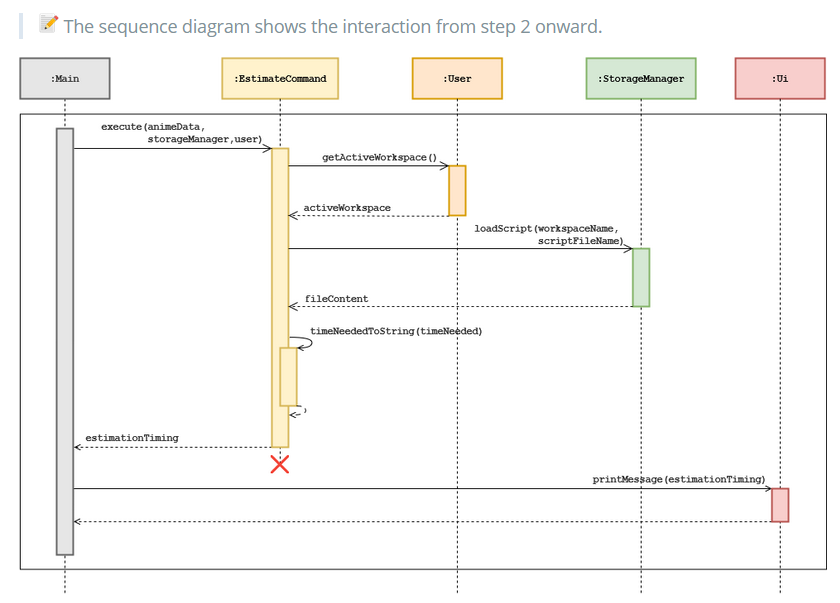 📝 The sequence diagram shows the interaction from step 2 onward.
:Main
:EstimateCommand
:User
:StorageManager
:Ui
execute(animeData,
storageManager,user)
getActiveWorkspace()
activeWorkspace
loadScript(workspaceName,
scriptFileName)
fileContent
timeNeededToString(timeNeeded)
estimationTiming
printMessage(estimationTiming)